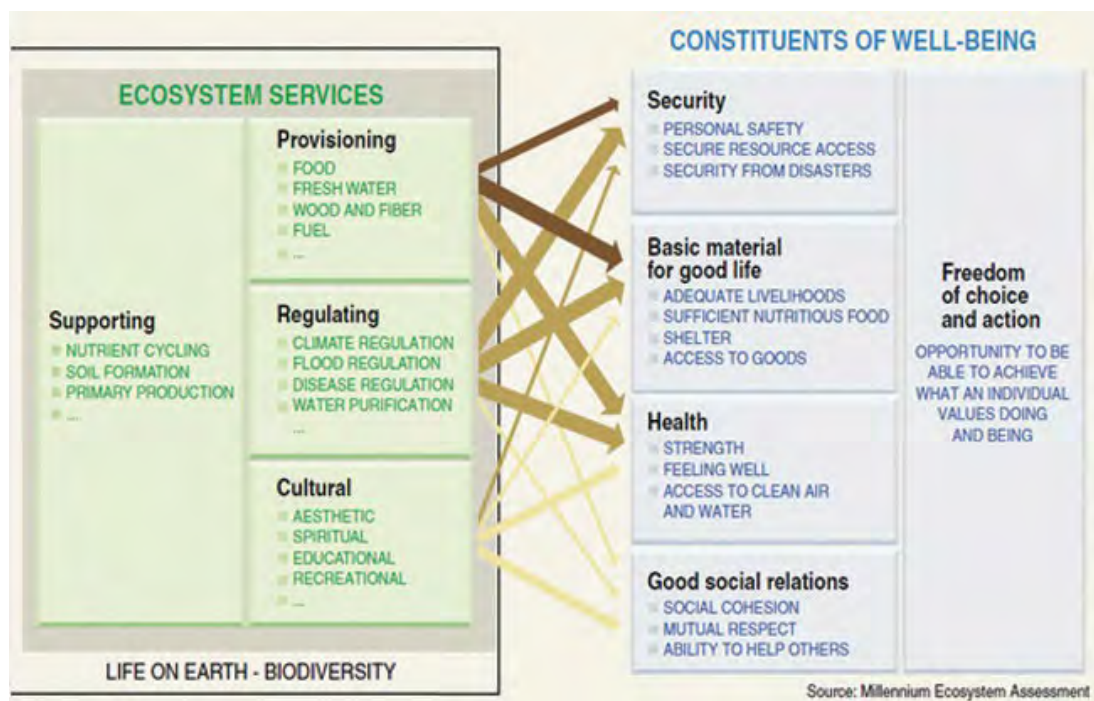 ECOSYSTEM SERVICES
Supporting
NUTRIENT CYCLING
SOIL FORMATION
PRIMARY PRODUCTION
....
Provisioning
FOOD
FRESH WATER
WOOD AND FIBER
FUEL
...
Regulating
CLIMATE REGULATION
FLOOD REGULATION
DISEASE REGULATION
WATER PURIFICATION
...
Cultural
AESTHETIC
SPIRITUAL
EDUCATIONAL
RECREATIONAL
...
LIFE ON EARTH - BIODIVERSITY
CONSTITUENTS OF WELL-BEING
Security
PERSONAL SAFETY
SECURE RESOURCE ACCESS
SECURITY FROM DISASTERS
Basic material
for good life
ADEQUATE LIVELIHOODS
SUFFICIENT NUTRITIOUS FOOD
SHELTER
ACCESS TO GOODS
Health
STRENGTH
FEELING WELL
ACCESS TO CLEAN AIR
AND WATER
Good social relations
SOCIAL COHESION
MUTUAL RESPECT
ABILITY TO HELP OTHERS
Freedom
of choice
and action
OPPORTUNITY TO BE
ABLE TO ACHIEVE
WHAT AN INDIVIDUAL
VALUES DOING
AND BEING
Source: Millennium Ecosystem Assessment